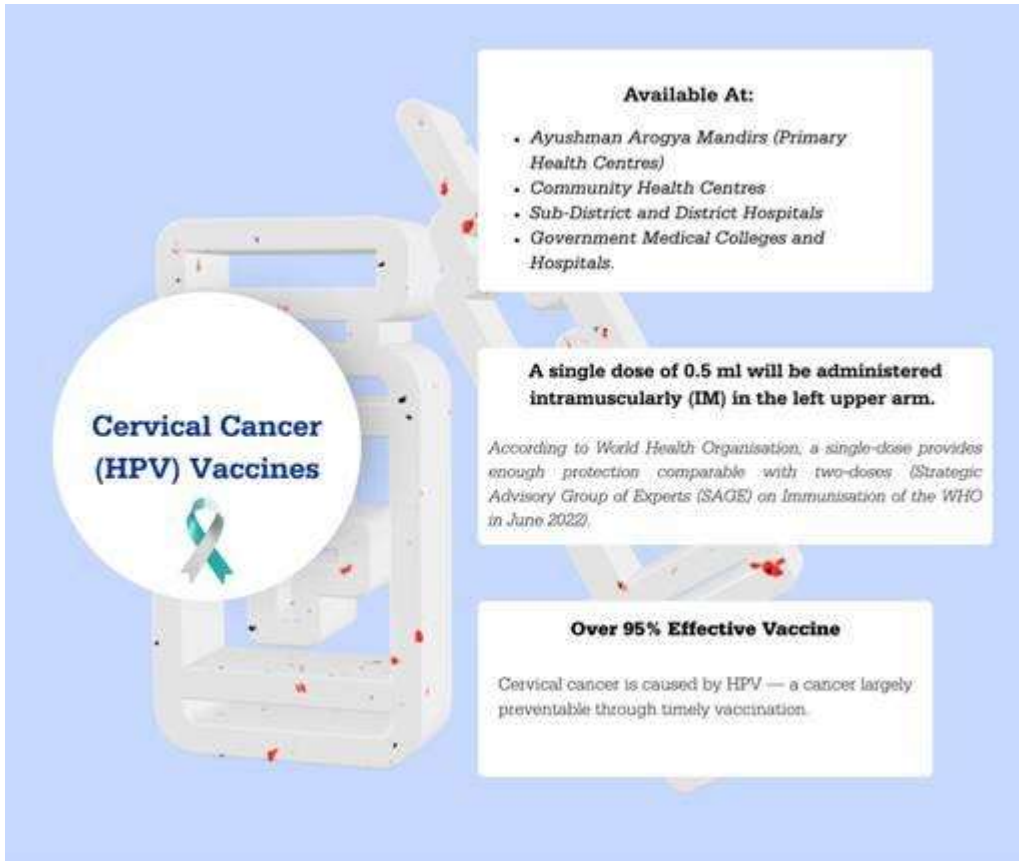 Cervical Cancer
(HPV) Vaccines
Available At:
• Ayushman Arogya Mandirs (Primary
Health Centres)
• Community Health Centres
• Sub-District and District Hospitals
• Government Medical Colleges and
Hospitals.
A single dose of 0.5 ml will be administered
intramuscularly (IM) in the left upper arm.
According to World Health Organisation, a single-dose provides
enough protection comparable with two-doses (Strategic
Advisory Group of Experts (SAGE) on Immunisation of the WHO
in June 2022).
Over 95% Effective Vaccine
Cervical cancer is caused by HPV — a cancer largely
preventable through timely vaccination.